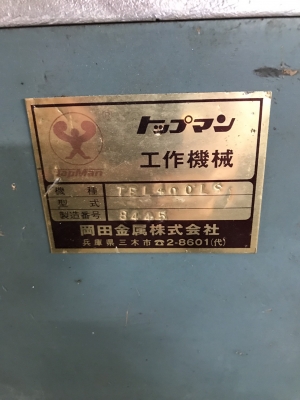 トップマン
TopMan
工作機械
機種 TBL400LS
型式
製造番号 8445
岡田金属株式会社
兵庫県三木市☎2-8601(代)